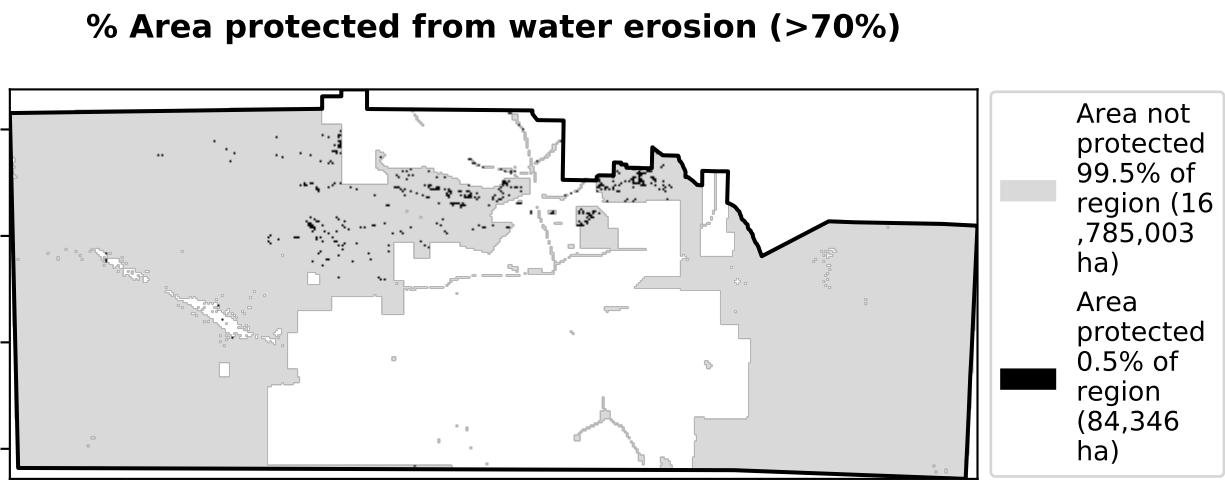 % Area protected from water erosion (>70%)
Area not
protected
99.5% of
region (16
,785,003
ha)
Area
protected
0.5% of
region
(84,346
ha)